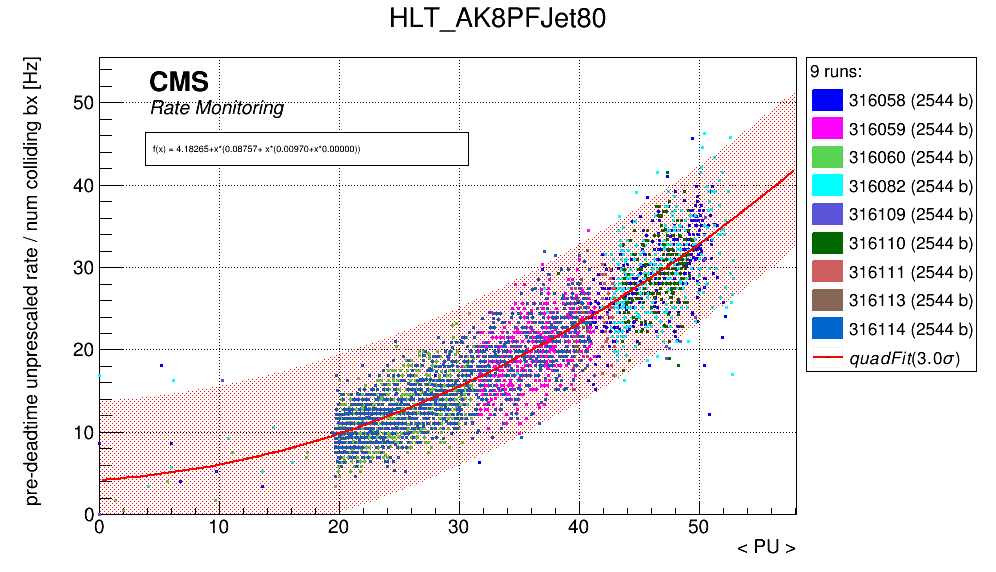 HLT_AK8PFJet80
pre-deadtime unprescaled rate / num colliding bx [Hz]
CMS
Rate Monitoring
f(x) = 4.18265+x*(0.08757+ x*(0.00970+x*0.00000))
50
40
30
20
10
0
0 10 20 30 40 50
< PU >
9 runs:
316058 (2544 b)
316059 (2544 b)
316060 (2544 b)
316082 (2544 b)
316109 (2544 b)
316110 (2544 b)
316111 (2544 b)
316113 (2544 b)
316114 (2544 b)
quadFit(3.0σ)